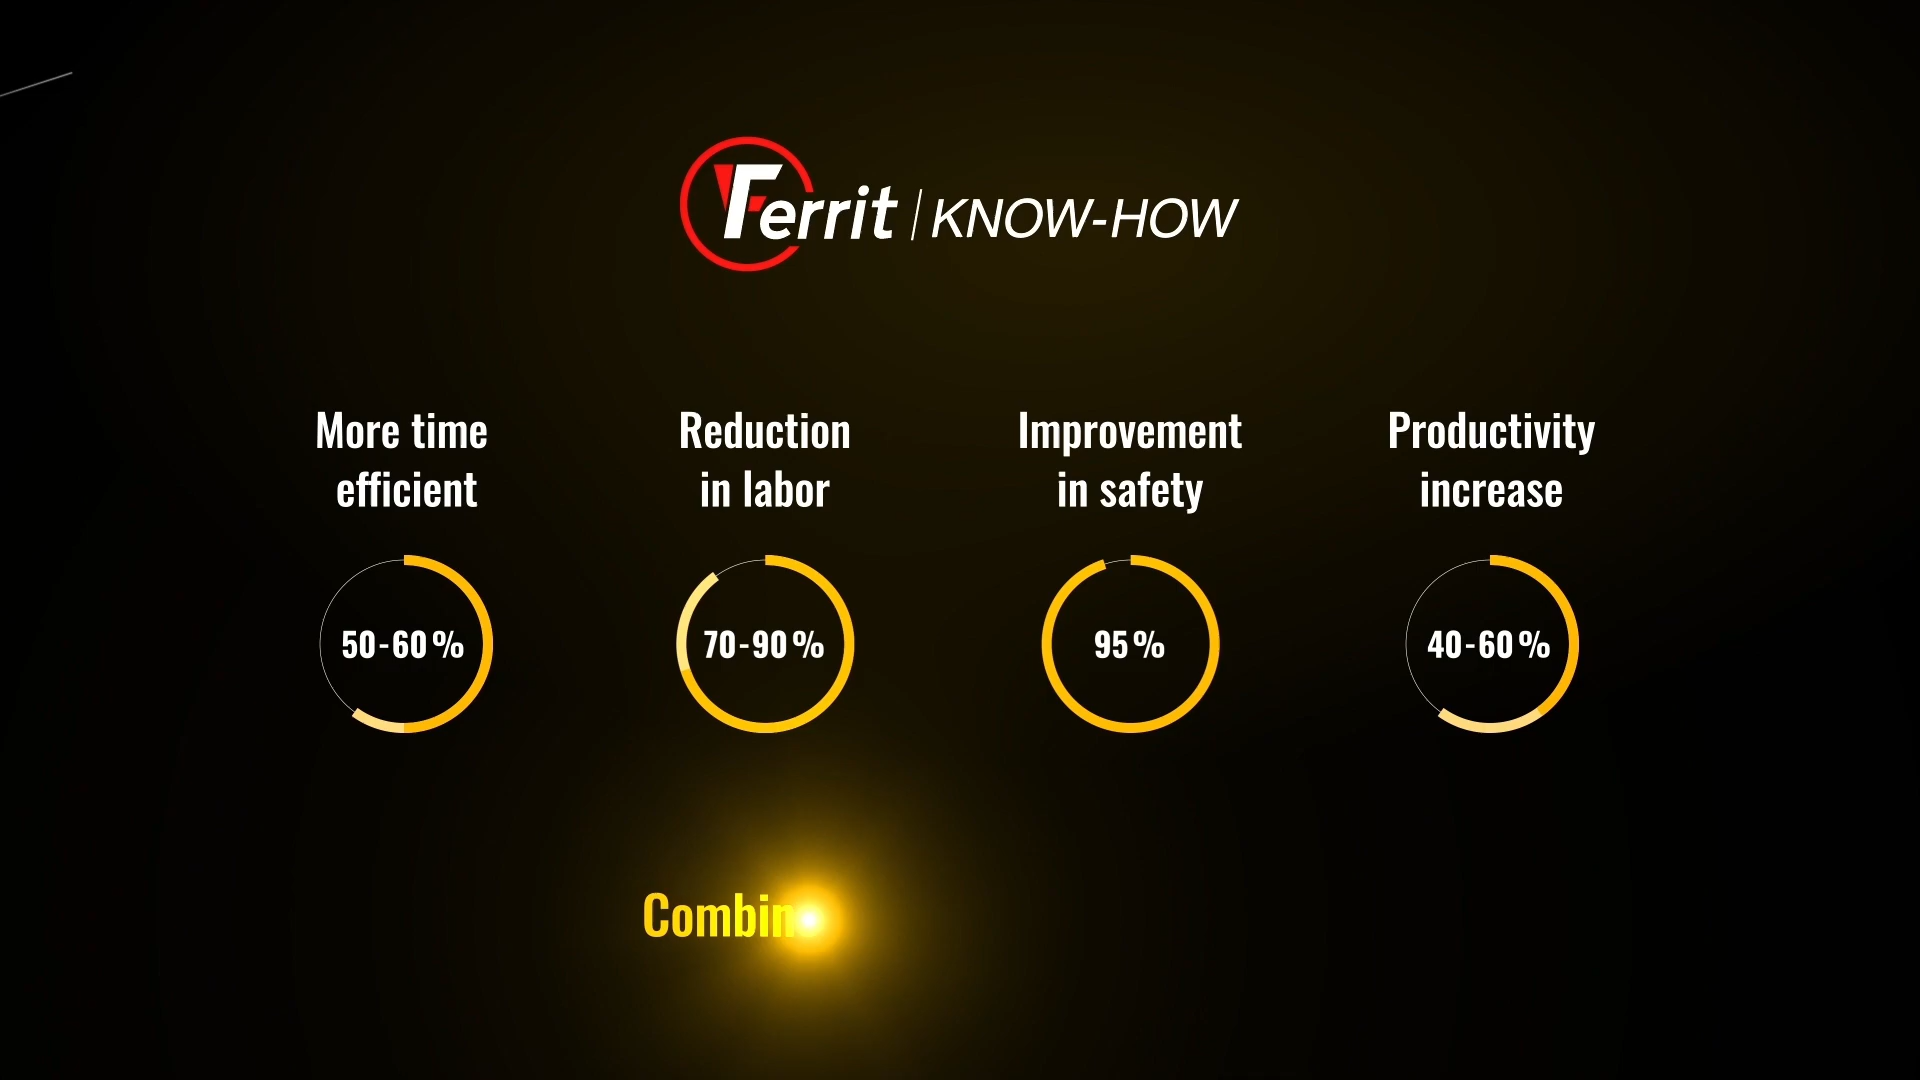 Ferrit | KNOW-HOW
More time
efficient
Reduction
in labor
Improvement
in safety
Productivity
increase
50-60%
70-90%
95%
40-60%
Combin